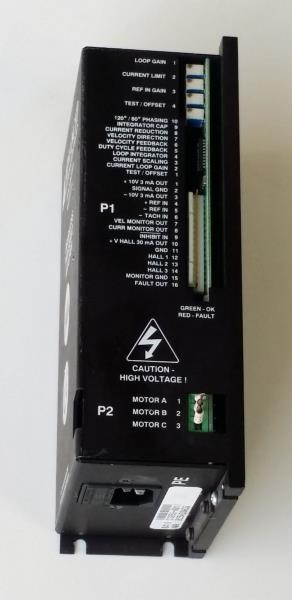 LOOP GAIN 1
CURRENT LIMIT 2
REF IN GAIN 3
TEST / OFFSET 4
120° / 60° PHASING 10
INTEGRATOR CAP 9
CURRENT REDUCTION 8
VELOCITY DIRECTION 7
VELOCITY FEEDBACK 6
DUTY CYCLE FEEDBACK 5
LOOP INTEGRATOR 4
CURRENT SCALING 3
CURRENT LOOP GAIN 2
TEST / OFFSET 1
P1
+ 10V 3 mA OUT 1
SIGNAL GND 2
– 10V 3 mA OUT 3
+ REF IN 4
– REF IN 5
– TACH IN 6
VEL MONITOR OUT 7
CURR MONITOR OUT 8
INHIBIT IN 9
+ V HALL 30 mA OUT 10
GND 11
HALL 1 12
HALL 2 13
HALL 3 14
MONITOR GND 15
FAULT OUT 16
GREEN - OK
RED - FAULT
CAUTION -
HIGH VOLTAGE !
P2
MOTOR A 1
MOTOR B 2
MOTOR C 3
PE